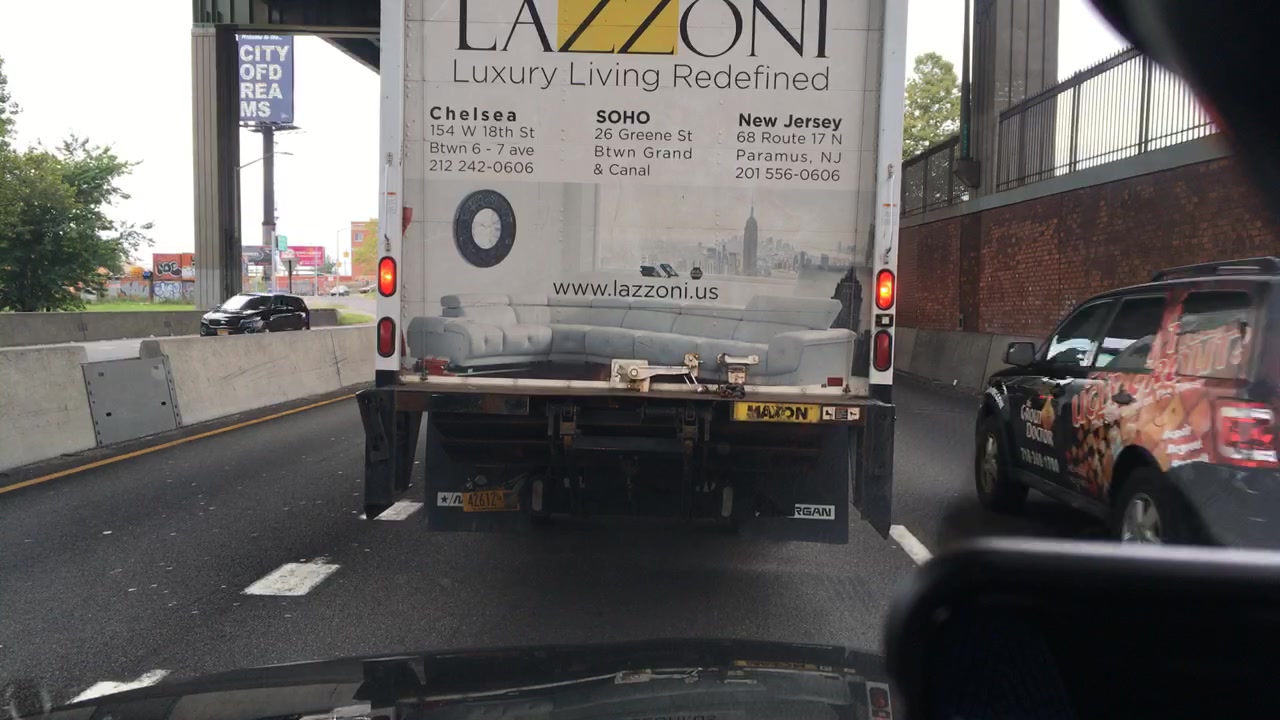 CITY
OFD
REA
MS
LAZZONI
Luxury Living Redefined
Chelsea
154 W 18th St
Btwn 6 - 7 ave
212 242-0606
SOHO
26 Greene St
Btwn Grand
& Canal
New Jersey
68 Route 17 N
Paramus, NJ
201 556-0606
www.lazzoni.us
MAXON
RGAN
DOCTOR